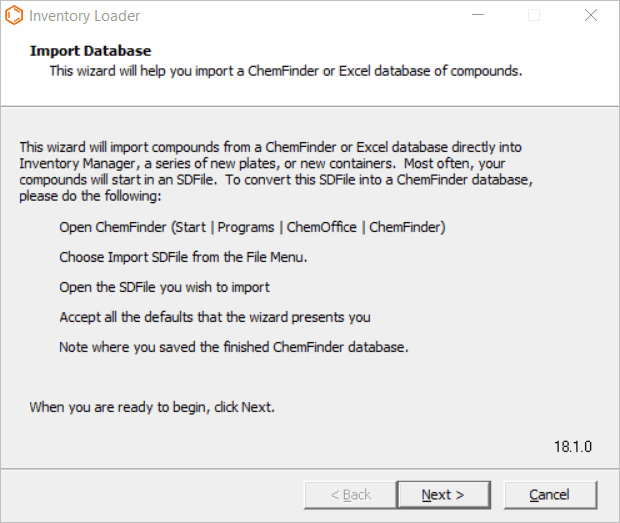 Inventory Loader
Import Database
This wizard will help you import a ChemFinder or Excel database of compounds.
This wizard will import compounds from a ChemFinder or Excel database directly into
Inventory Manager, a series of new plates, or new containers.  Most often, your
compounds will start in an SDFile.  To convert this SDFile into a ChemFinder database,
please do the following:
Open ChemFinder (Start | Programs | ChemOffice | ChemFinder)
Choose Import SDFile from the File Menu.
Open the SDFile you wish to import
Accept all the defaults that the wizard presents you
Note where you saved the finished ChemFinder database.
When you are ready to begin, click Next.
18.1.0
< Back Next > Cancel